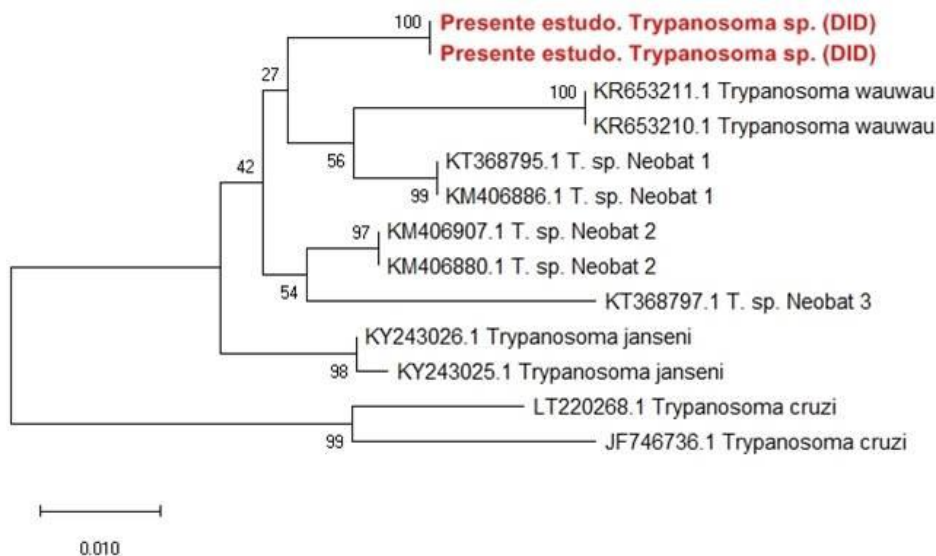 100 Presente estudo. Trypanosoma sp. (DID)
Presente estudo. Trypanosoma sp. (DID)
27
100 KR653211.1 Trypanosoma wauwau
KR653210.1 Trypanosoma wauwau
56
KT368795.1 T. sp. Neobat 1
42
99 KM406886.1 T. sp. Neobat 1
97 KM406907.1 T. sp. Neobat 2
KM406880.1 T. sp. Neobat 2
54
KT368797.1 T. sp. Neobat 3
KY243026.1 Trypanosoma janseni
98 KY243025.1 Trypanosoma janseni
LT220268.1 Trypanosoma cruzi
99
JF746736.1 Trypanosoma cruzi
0.010